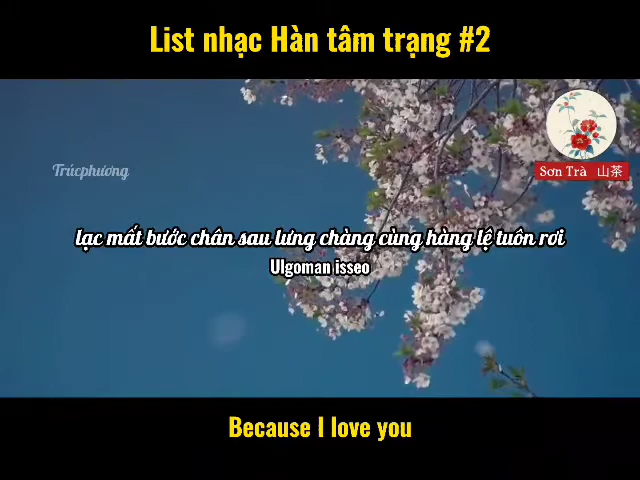 List nhạc Hàn tâm trạng #2
Trúcphương
Sơn Trà 山茶
lạc mất bước chân sau lưng chàng cùng hàng lệ tuôn rơi
Ulgoman isseo
Because I love you